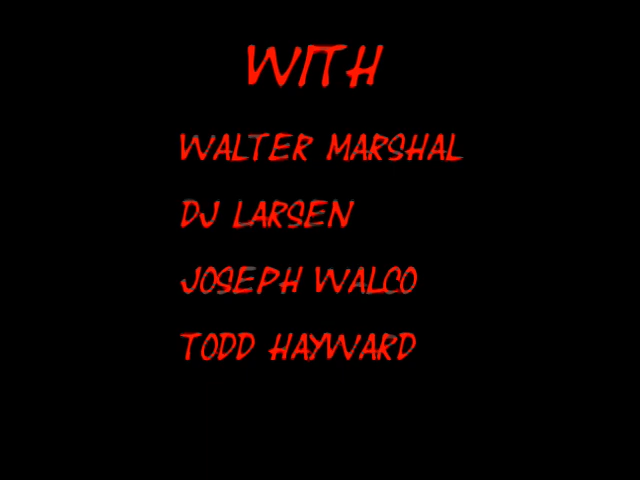 WITH
WALTER MARSHAL
DJ LARSEN
JOSEPH WALCO
TODD HAYWARD